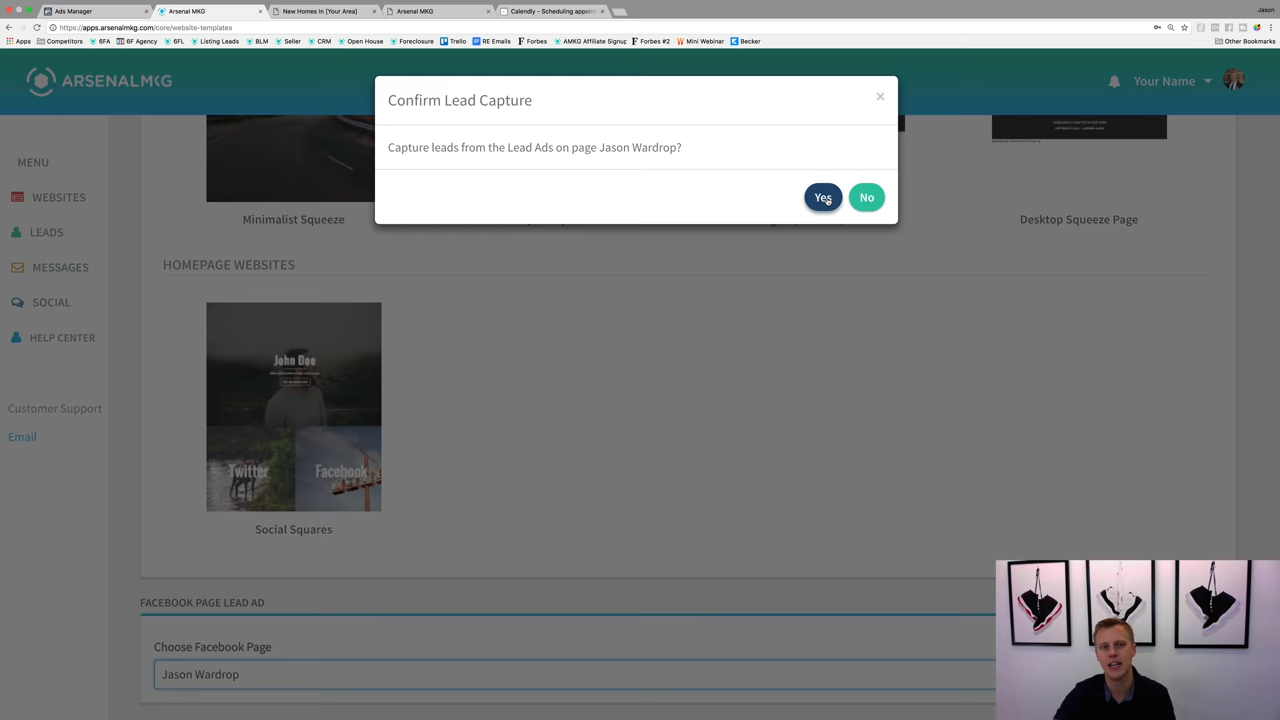 Ads Manager
Arsenal MKG
New Homes In [Your Area]
Arsenal MKG
Calendly - Scheduling appoin
Jason
https://apps.arsenalmkg.com/core/website-templates
Apps
Competitors
6FA
6F Agency
6FL
Listing Leads
BLM
Seller
CRM
Open House
Foreclosure
Trello
RE Emails
Forbes
AMKG Affiliate Signup
Forbes #2
Mini Webinar
Becker
Other Bookmarks
ARSENALMKG
Your Name
Confirm Lead Capture
×
Capture leads from the Lead Ads on page Jason Wardrop?
Yes
No
MENU
WEBSITES
LEADS
MESSAGES
SOCIAL
HELP CENTER
Customer Support
Email
Minimalist Squeeze
Desktop Squeeze Page
HOMEPAGE WEBSITES
John Doe
Twitter
Facebook
Social Squares
FACEBOOK PAGE LEAD AD
Choose Facebook Page
Jason Wardrop